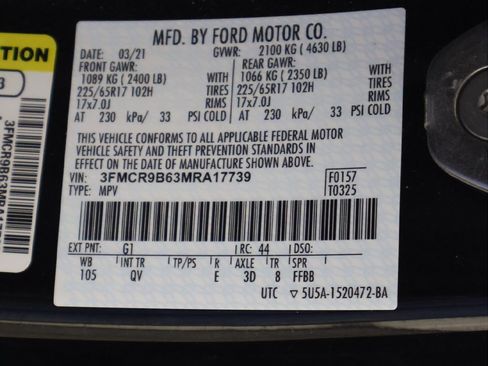 MFD. BY FORD MOTOR CO.
DATE: 03/21 GVWR: 2100 KG ( 4630 LB)
FRONT GAWR: REAR GAWR:
1089 KG ( 2400 LB) WITH 1066 KG ( 2350 LB) WITH
225/65R17 102H TIRES 225/65R17 102H TIRES
17x7.0J RIMS 17x7.0J RIMS
AT 230 kPa/ 33 PSI COLD AT 230 kPa/ 33 PSI COLD
THIS VEHICLE CONFORMS TO ALL APPLICABLE FEDERAL MOTOR
VEHICLE SAFETY, BUMPER, AND THEFT PREVENTION STANDARDS
IN EFFECT ON THE DATE OF MANUFACTURE SHOWN ABOVE.
VIN: 3FMCR9B63MRA17739 F0157
TYPE: MPV T0325
EXT PNT: G1 RC: 44 DSO:
WB INT TR TP/PS R AXLE TR SPR
105 QV E 3D 8 FFBB
UTC ▽ 5U5A-1520472-BA
3FMCR9B63MRA177